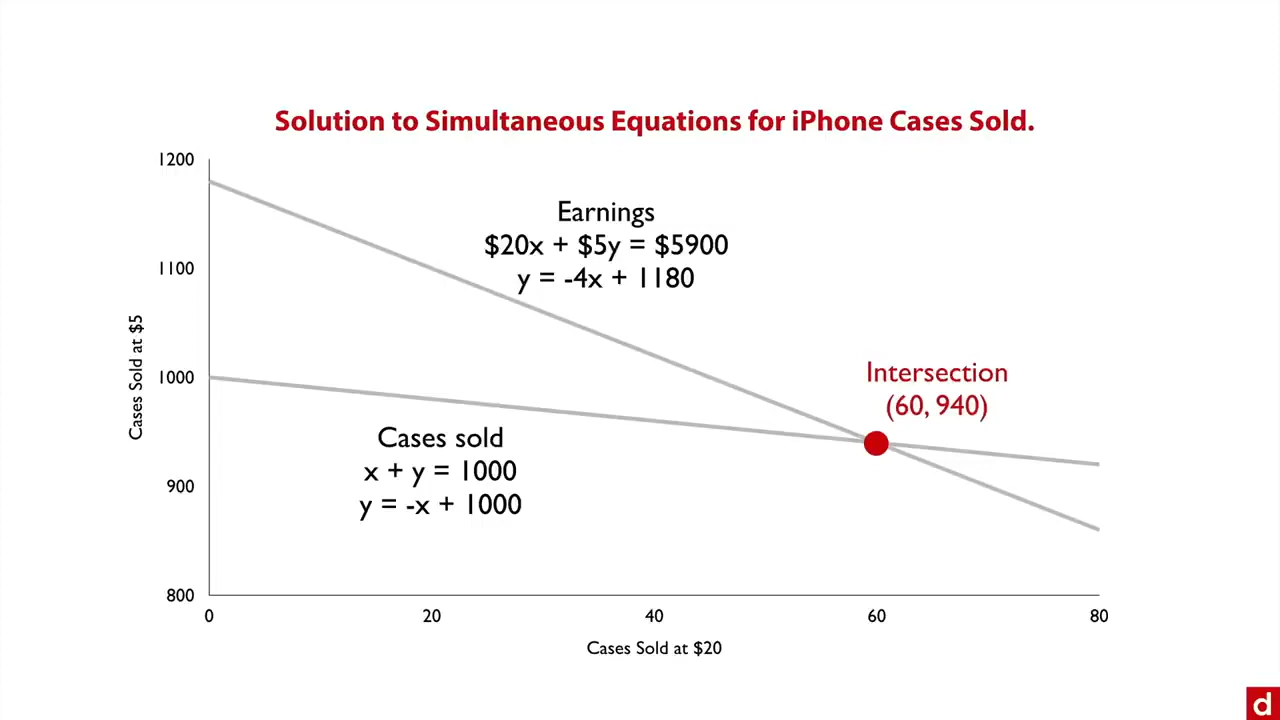 Solution to Simultaneous Equations for iPhone Cases Sold.
1200
1100
1000
900
800
Cases Sold at $5
Earnings
$20x + $5y = $5900
y = -4x + 1180
Intersection
(60, 940)
Cases sold
x + y = 1000
y = -x + 1000
0
20
40
60
80
Cases Sold at $20
d